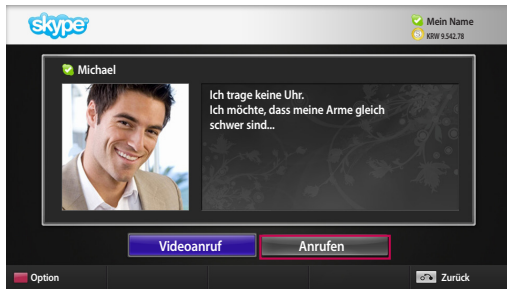 skype
Mein Name
KRW 9.542.78
Michael
Ich trage keine Uhr.
Ich möchte, dass meine Arme gleich
schwer sind...
Videoanruf
Anrufen
Option
Zurück